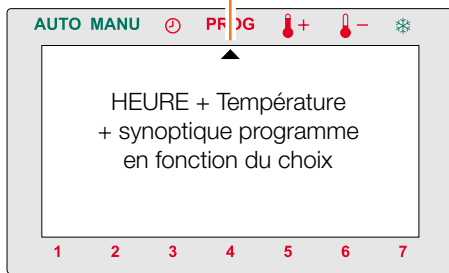 AUTO MANU PROG + −
HEURE + Température
+ synoptique programme
en fonction du choix
1 2 3 4 5 6 7